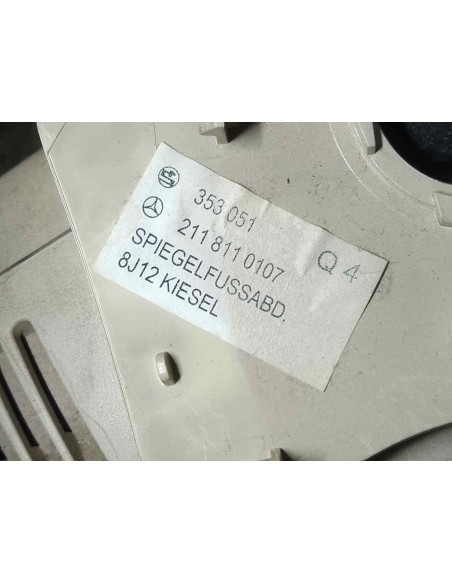 353 051
211 811 0107 Q 4
SPIEGELFUSSABD.
8J12 KIESEL